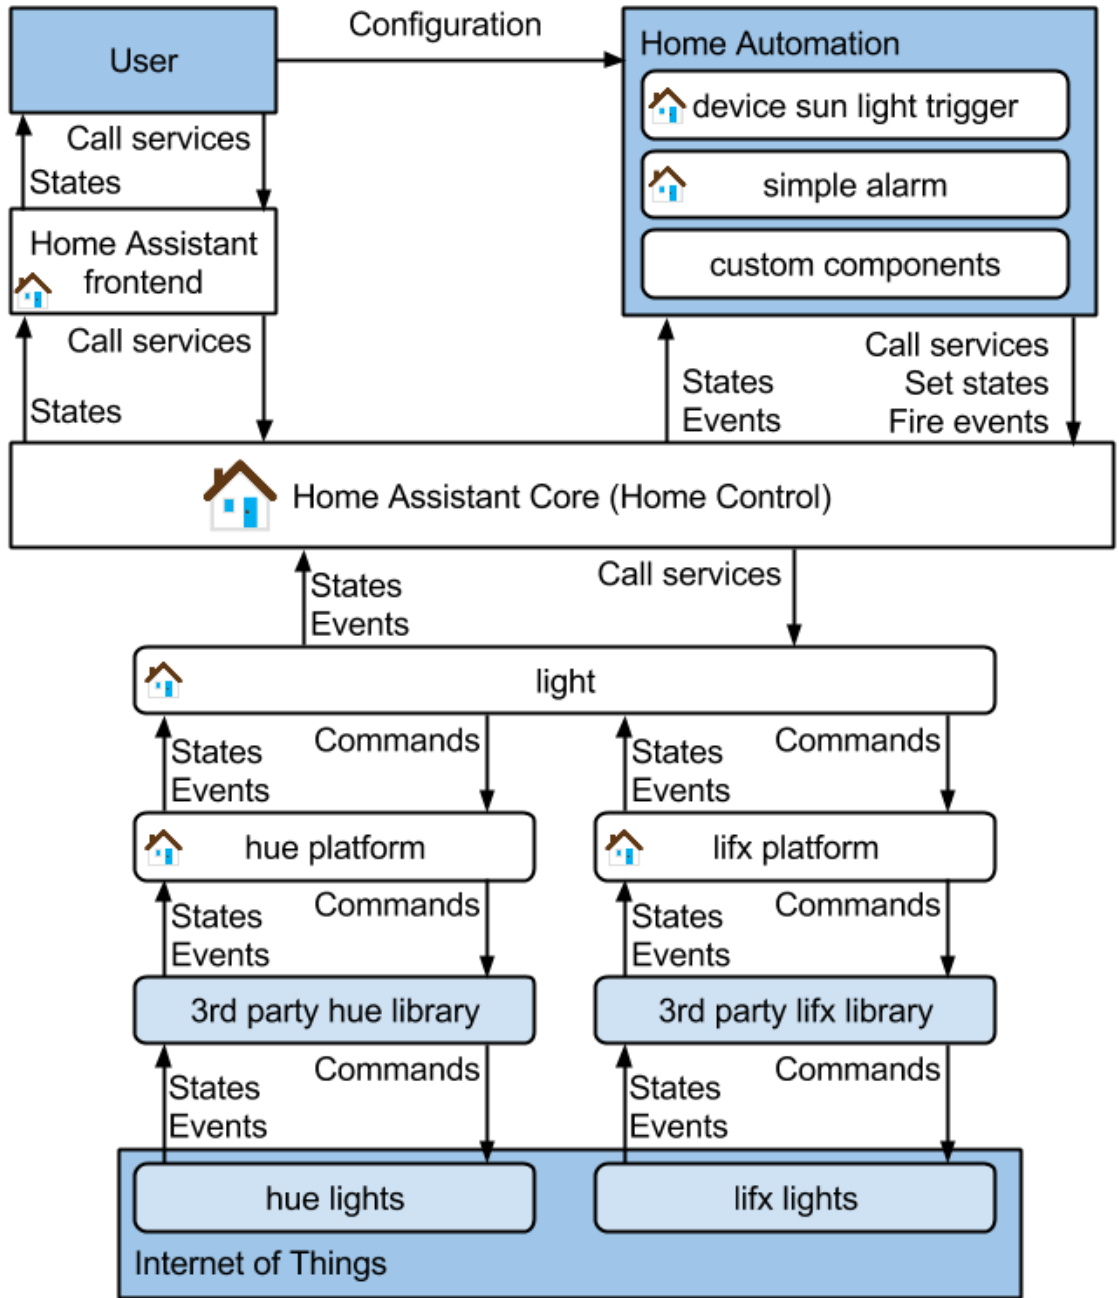 Configuration
User
Home Automation
device sun light trigger
simple alarm
custom components
Call services
States
Home Assistant
frontend
Call services
States
States
Events
Call services
Set states
Fire events
Home Assistant Core (Home Control)
States
Events
Call services
light
States
Events
Commands
States
Events
Commands
hue platform
lifx platform
States
Events
Commands
States
Events
Commands
3rd party hue library
3rd party lifx library
States
Events
Commands
States
Events
Commands
hue lights
lifx lights
Internet of Things